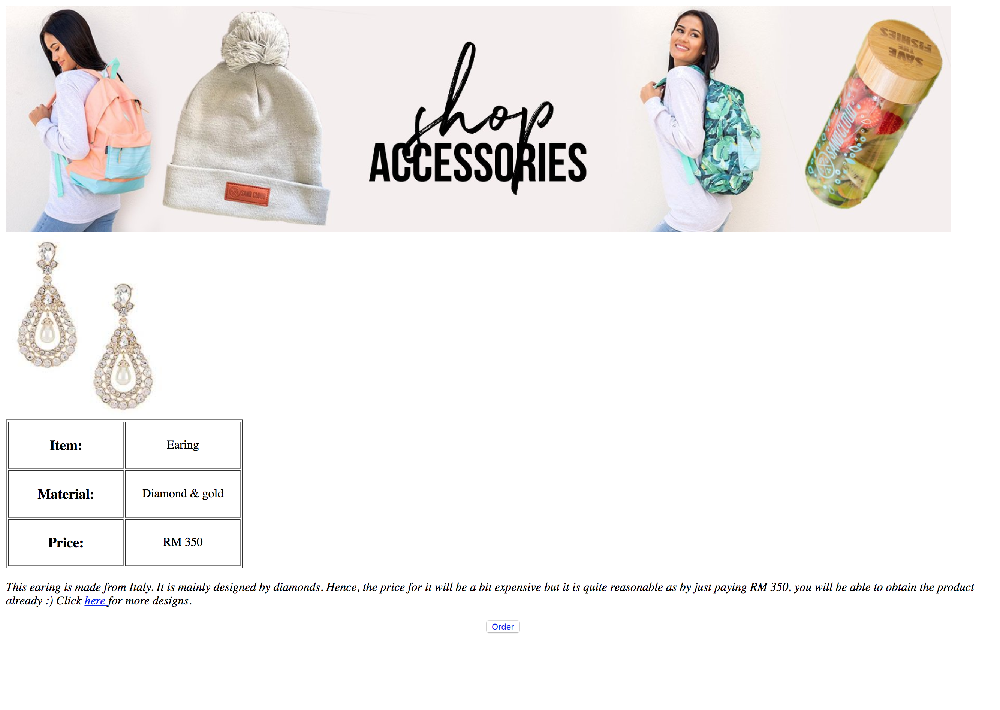 shop
ACCESSORIES
SAND CLOUD
SAVE
THE
FISHIES
SANDCLOUD
Item:
Earing
Material:
Diamond & gold
Price:
RM 350
This earing is made from Italy. It is mainly designed by diamonds. Hence, the price for it will be a bit expensive but it is quite reasonable as by just paying RM 350, you will be able to obtain the product
already :) Click here for more designs.
Order